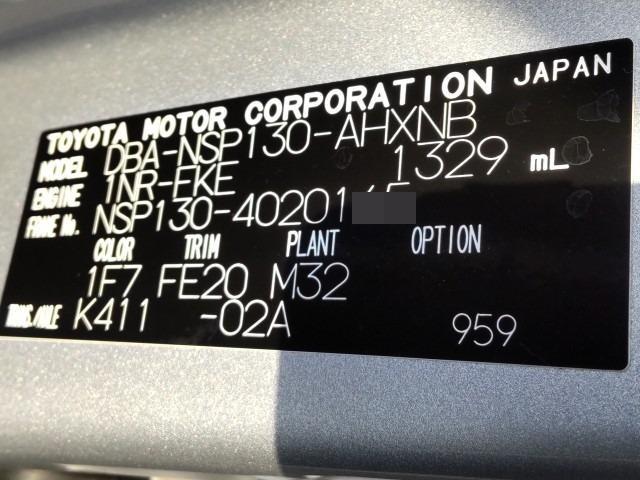 TOYOTA MOTOR CORPORATION JAPAN
MODEL DBA-NSP130-AHXNB
ENGINE 1NR-FKE 1329 mL
FRAME No. NSP130-40201
COLOR TRIM PLANT OPTION
1F7 FE20 M32
TRANS./AXLE K411 -02A 959